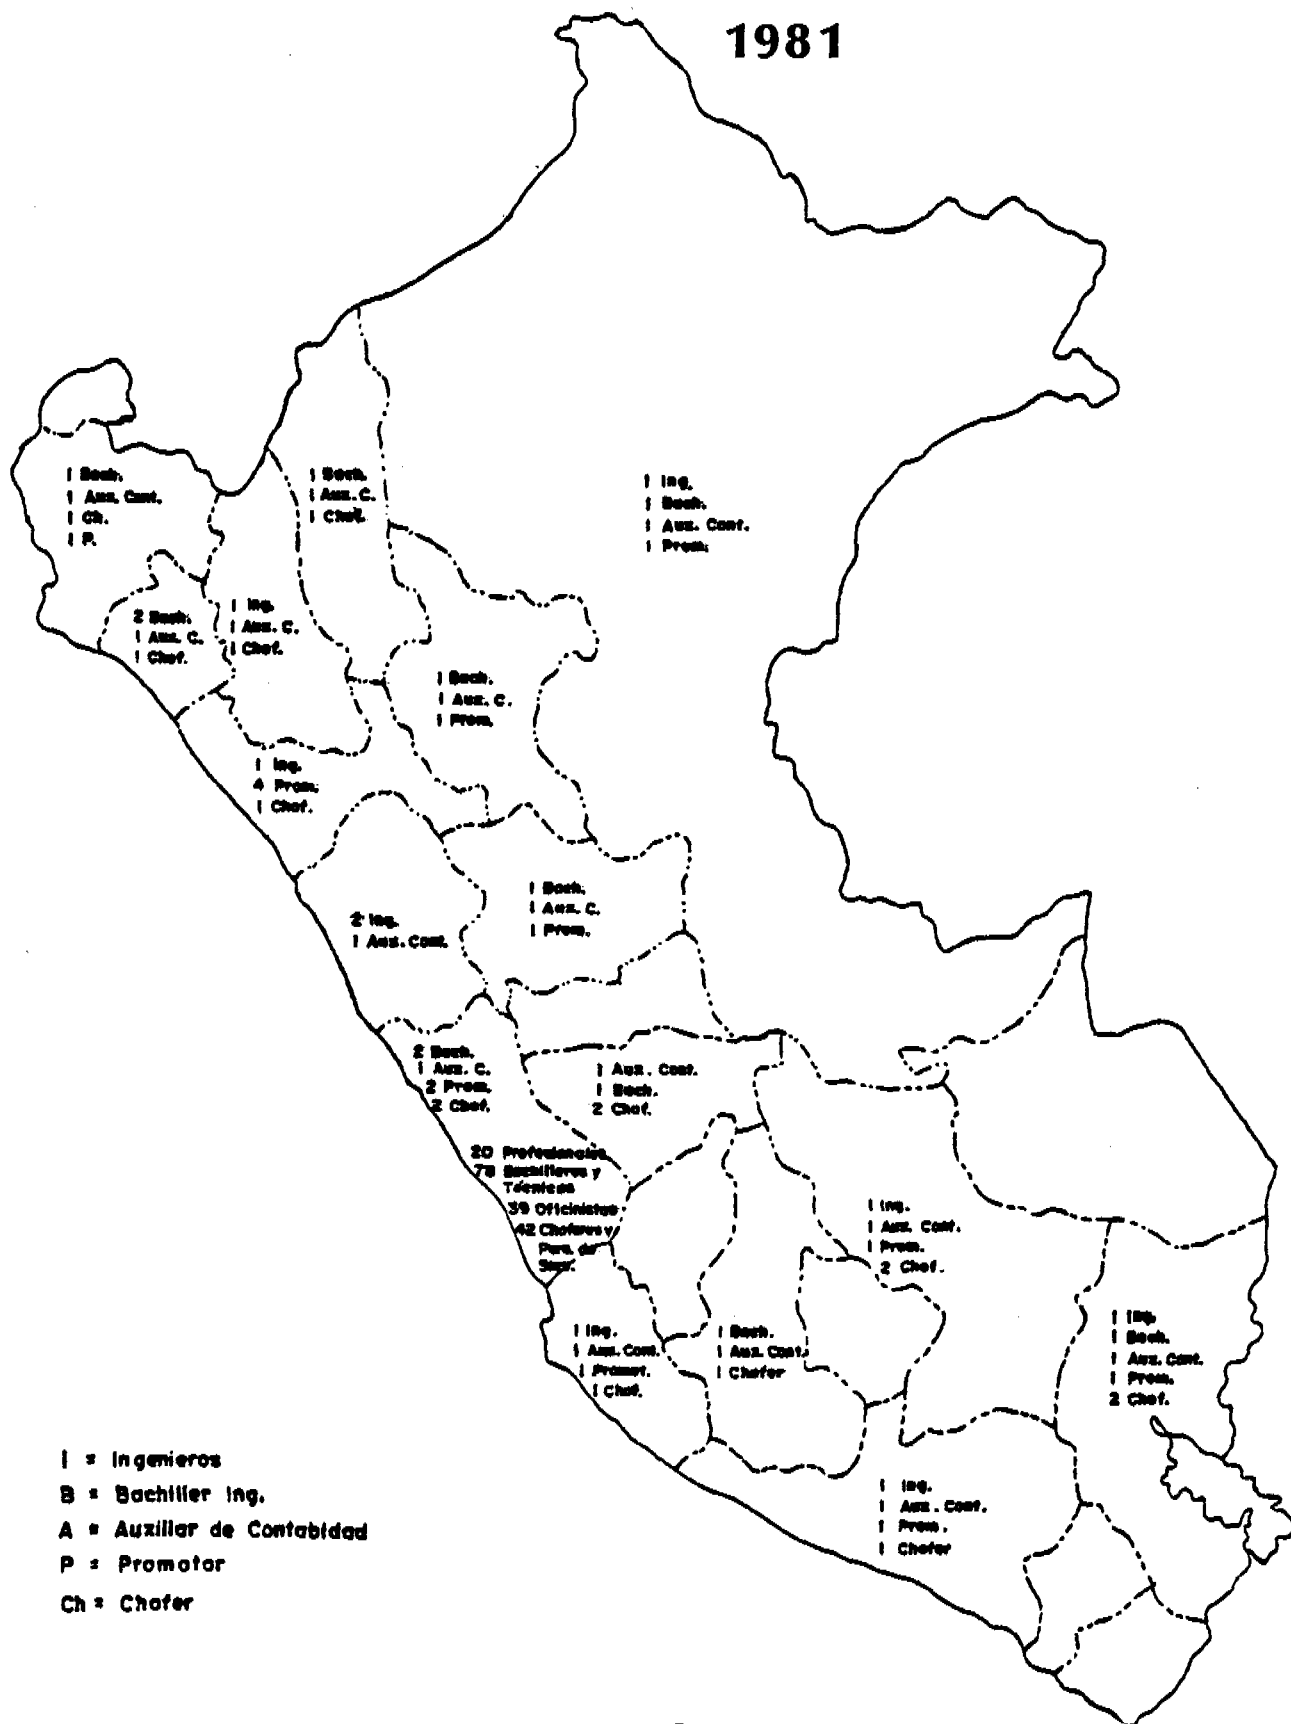 1981
1 Bach.
1 Aux. Cont.
1 Ch.
1 P.
1 Bach.
1 Aux. C.
1 Chof.
1 Ing.
1 Bach.
1 Aux. Cont.
1 Prom.
2 Bach.
1 Aux. C.
1 Chof.
1 Ing.
1 Aux. C.
1 Chof.
1 Bach.
1 Aux. C.
1 Prom.
1 Ing.
4 Prom.
1 Chof.
1 Bach.
1 Aux. C.
1 Prom.
2 Ing.
1 Aux. Cont.
2 Bach.
1 Aux. C.
2 Prom.
2 Chof.
1 Aux. Cont.
1 Bach.
2 Chof.
20 Profesionales
Bachilleres y
Técnicos
39 Oficinistas
42 Choferes y
Pers. de
Serv.
1 Ing.
1 Aux. Cont.
1 Prom.
2 Chof.
1 Ing.
1 Aux. Cont.
1 Promot.
1 Chof.
1 Bach.
1 Aux. Cont.
1 Chofer
1 Ing.
1 Bach.
1 Aux. Cont.
1 Prom.
2 Chof.
1 Ing.
1 Aux. Cont.
1 Prom.
1 Chofer
I = Ingenieros
B = Bachiller Ing.
A = Auxiliar de Contabidad
P = Promotor
Ch = Chofer